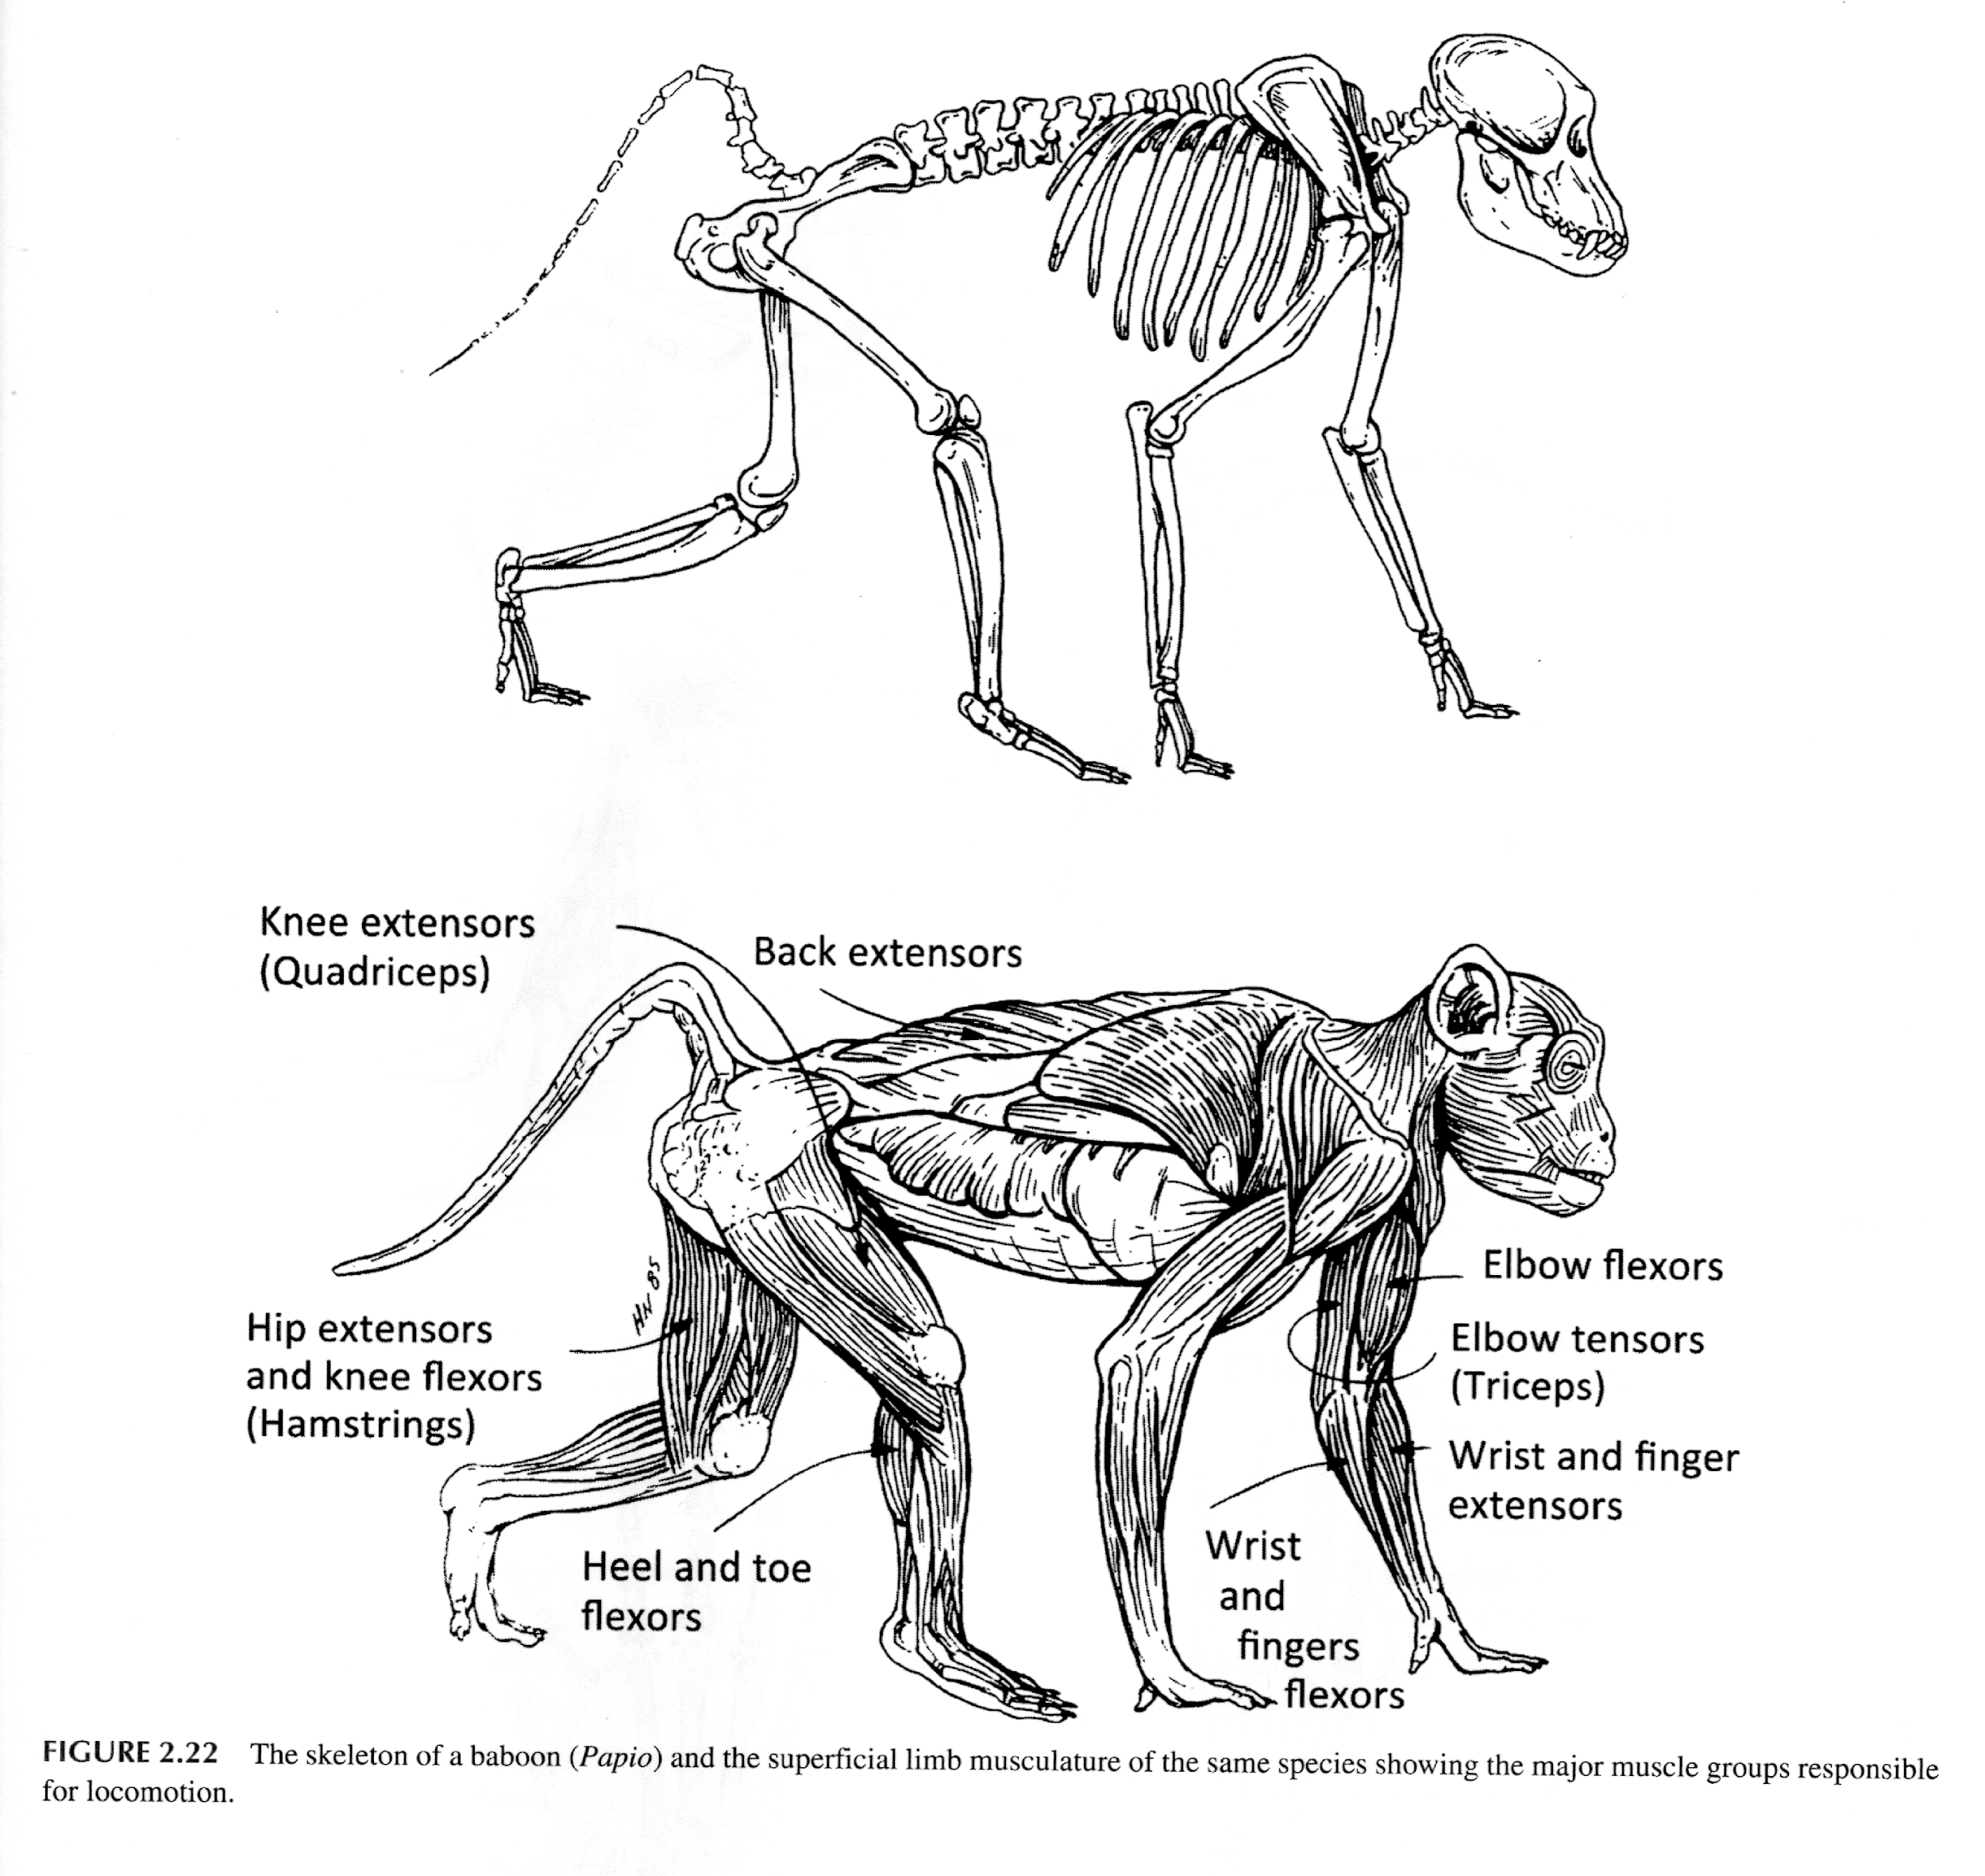 Knee extensors
(Quadriceps)
Back extensors
Elbow flexors
Hip extensors
and knee flexors
(Hamstrings)
HN 85
Elbow tensors
(Triceps)
Wrist and finger
extensors
Heel and toe
flexors
Wrist
and
fingers
flexors
FIGURE 2.22 The skeleton of a baboon (Papio) and the superficial limb musculature of the same species showing the major muscle groups responsible
for locomotion.